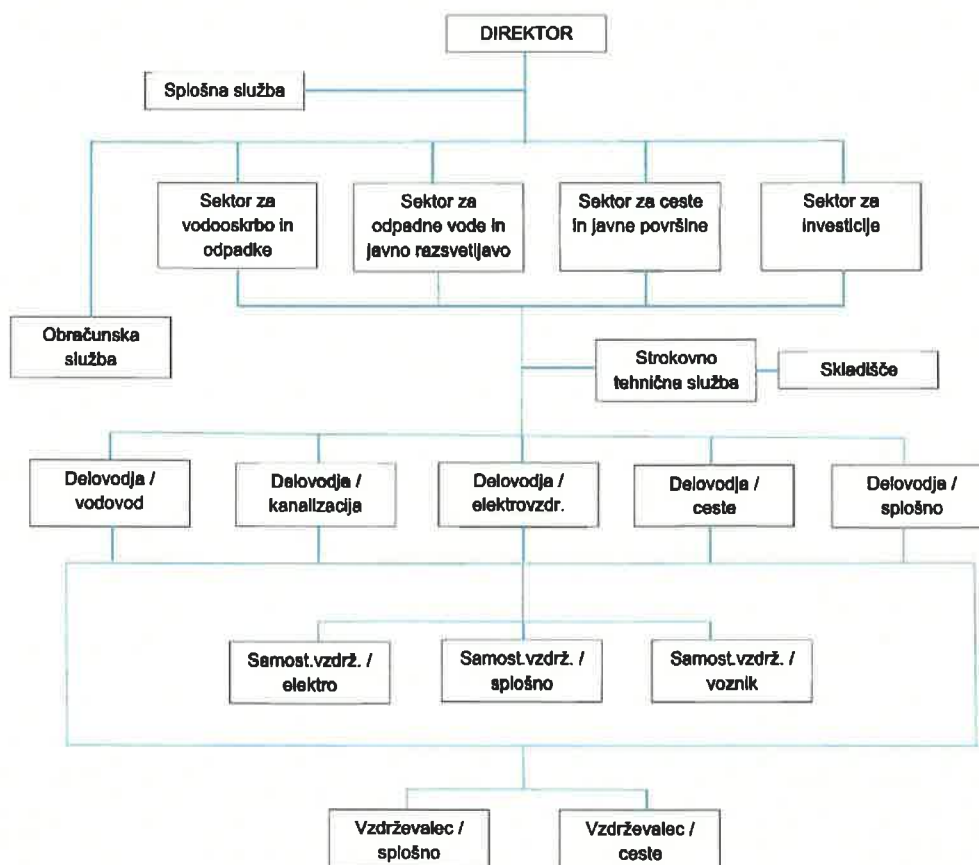 DIREKTOR
Splošna služba
Sektor za
vodooskrbo in
odpadke
Sektor za
odpadne vode in
javno razsvetljavo
Sektor za ceste
in javne površine
Sektor za
investicije
Obračunska
služba
Strokovno
tehnična služba
Skladišče
Delovodja /
vodovod
Delovodja /
kanalizacija
Delovodja /
elektrovzdr.
Delovodja /
ceste
Delovodja /
splošno
Samost.vzdrž. /
elektro
Samost.vzdrž. /
splošno
Samost.vzdrž. /
voznik
Vzdrževalec /
splošno
Vzdrževalec /
ceste